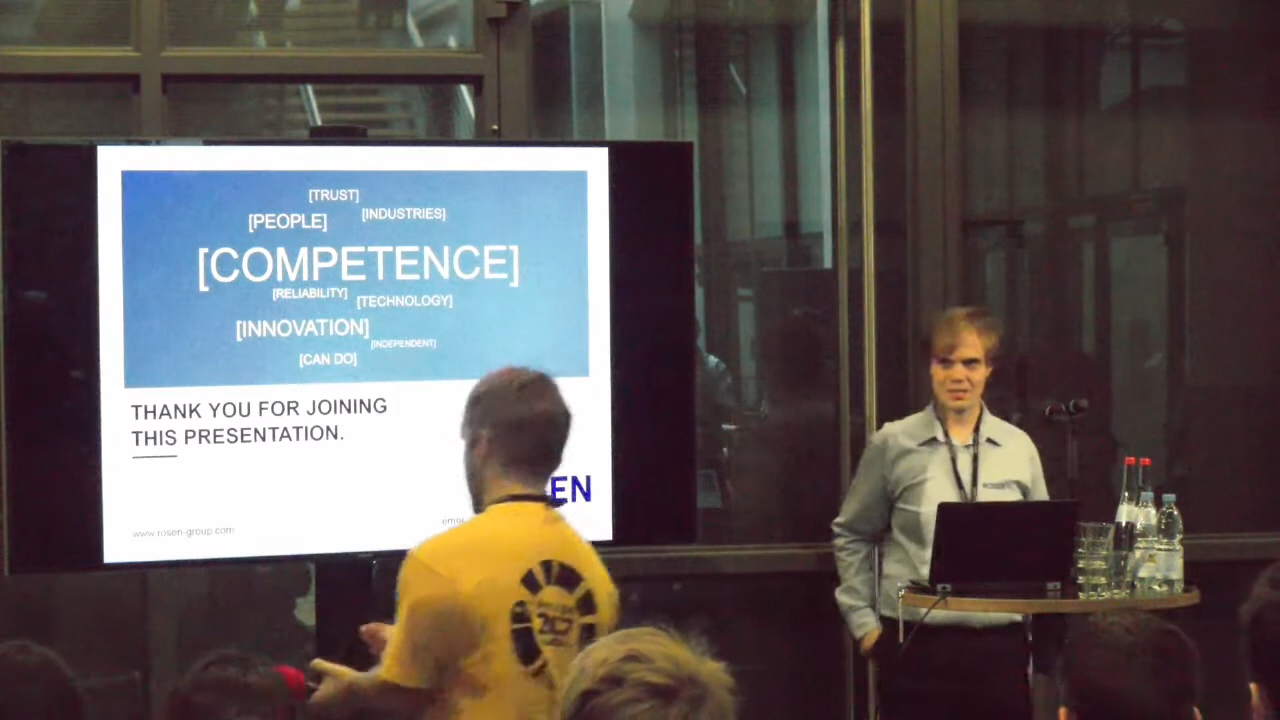 [TRUST]
[PEOPLE] [INDUSTRIES]
[COMPETENCE]
[RELIABILITY] [TECHNOLOGY]
[INNOVATION] [INDEPENDENT]
[CAN DO]
THANK YOU FOR JOINING
THIS PRESENTATION.
EN
www.rosen-group.com